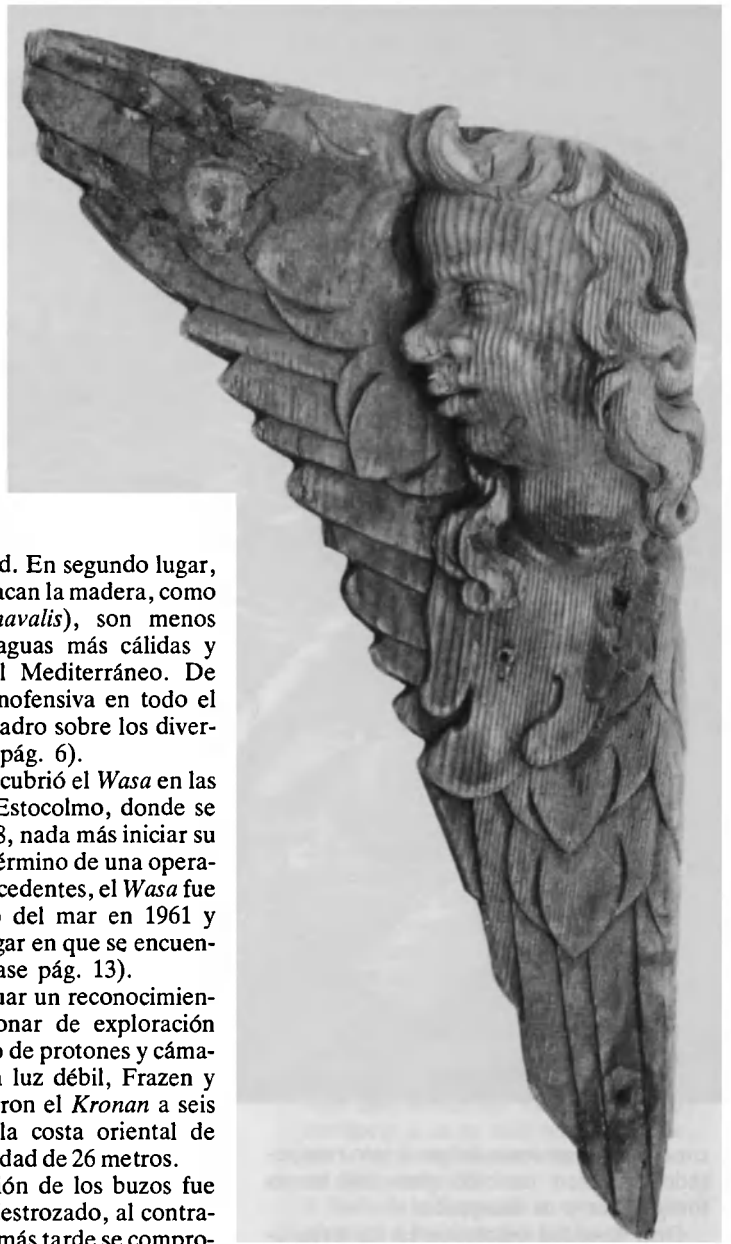 d. En segundo lugar,
acan la madera, como
navalis), son menos
aguas más cálidas y
l Mediterráneo. De
nofensiva en todo el
adro sobre los diver-
pág. 6).
cubrió el Wasa en las
Estocolmo, donde se
8, nada más iniciar su
érmino de una opera-
cedentes, el Wasa fue
o del mar en 1961 y
gar en que se encuen-
ase pág. 13).
uar un reconocimien-
onar de exploración
o de protones y cáma-
a luz débil, Frazen y
ron el Kronan a seis
la costa oriental de
idad de 26 metros.
ión de los buzos fue
estrozado, al contra-
más tarde se compro-